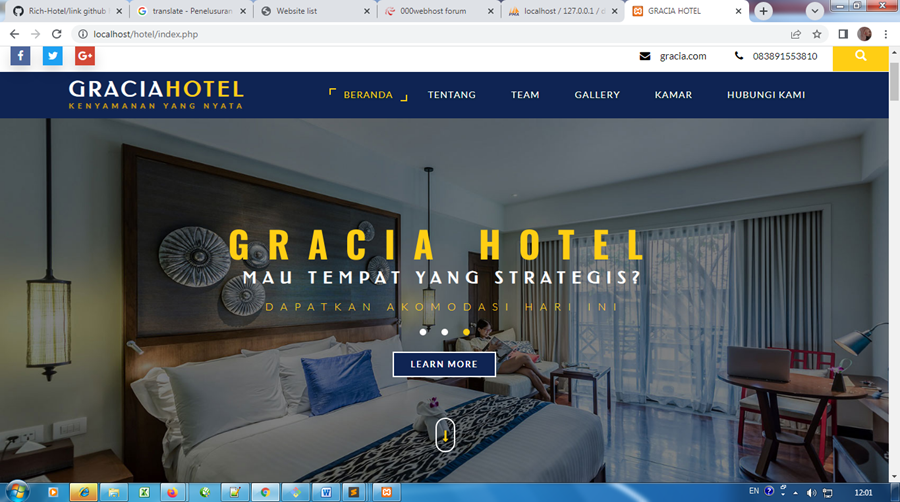 Rich-Hotel/link github
translate - Penelusuran
Website list
000webhost forum
localhost / 127.0.0.1 /
GRACIA HOTEL
localhost/hotel/index.php
gracia.com
083891553810
GRACIAHOTEL
KENYAMANAN YANG NYATA
BERANDA
TENTANG
TEAM
GALLERY
KAMAR
HUBUNGI KAMI
GRACIA HOTEL
MAU TEMPAT YANG STRATEGIS?
DAPATKAN AKOMODASI HARI INI
LEARN MORE
EN
12:01